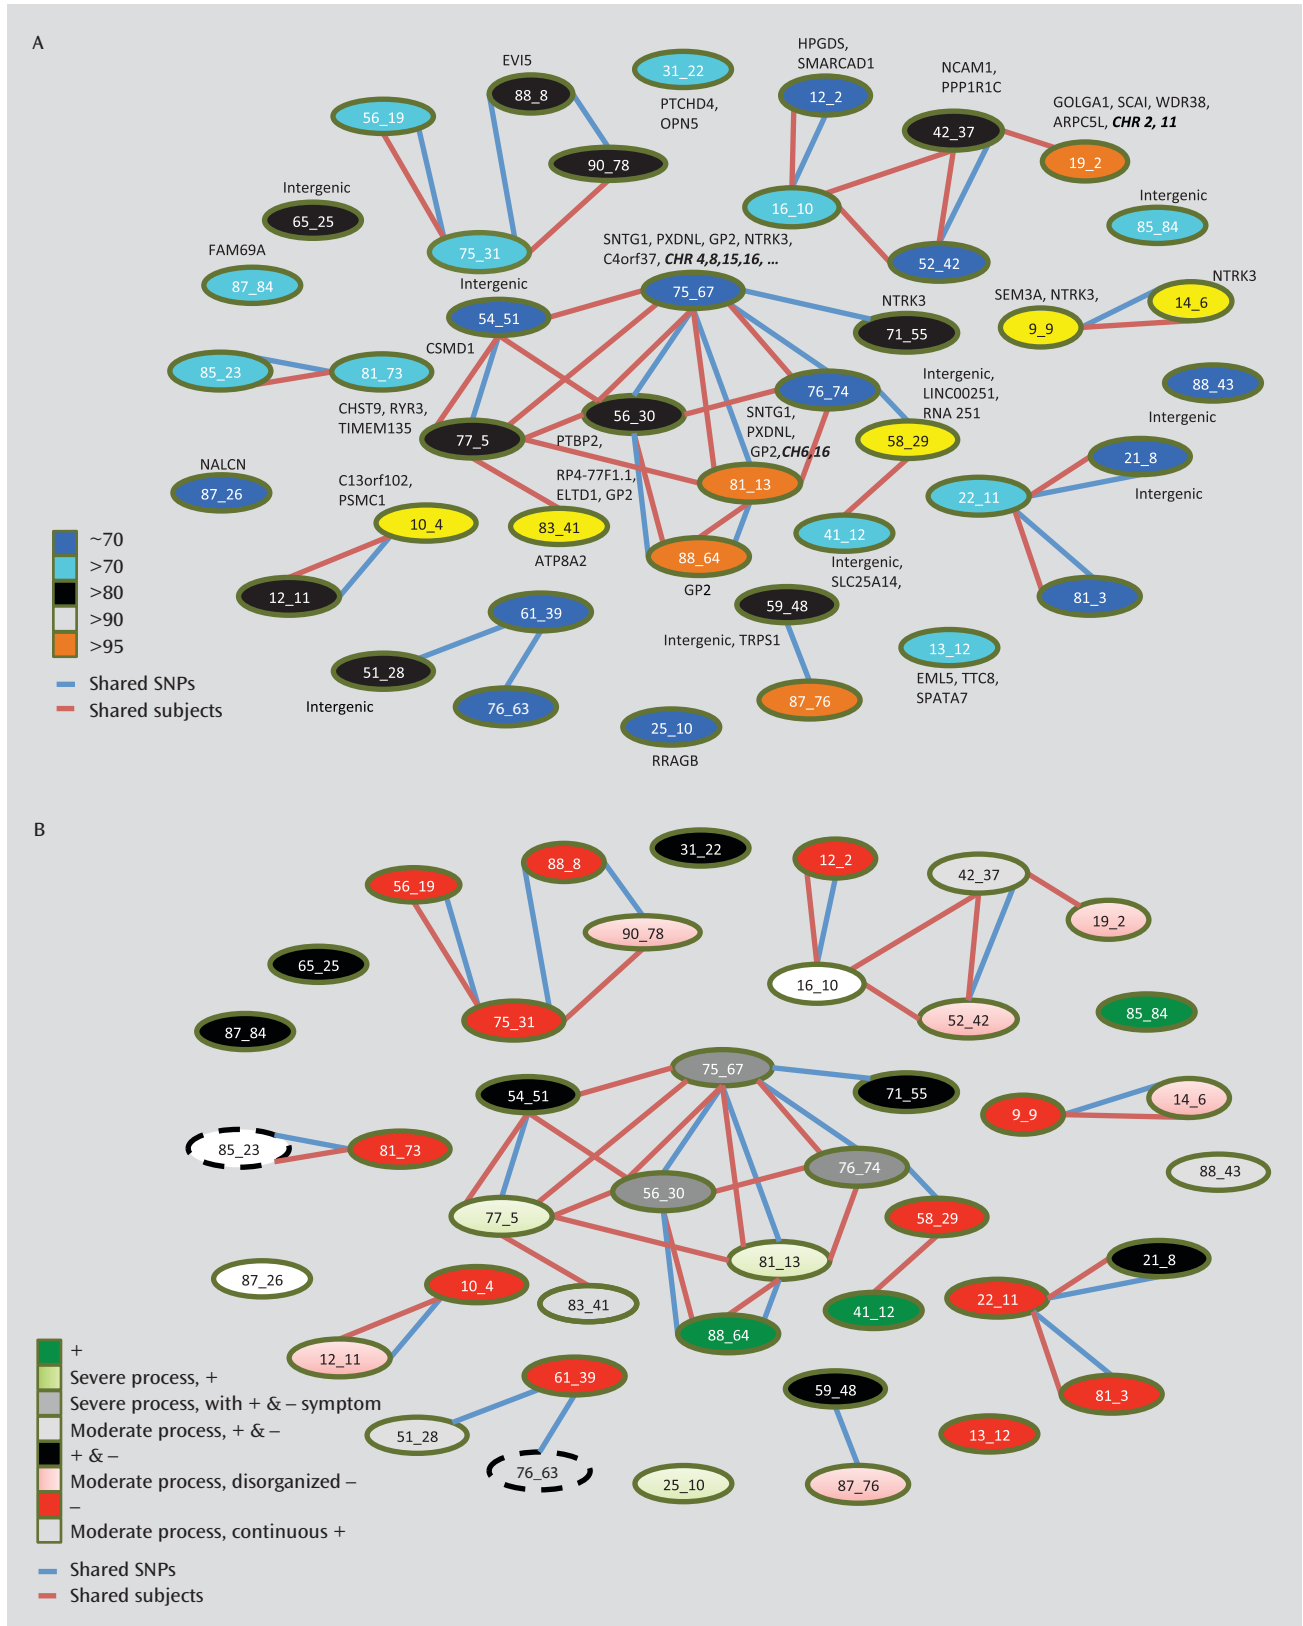 A
EVI5
88_8
31_22
PTCHD4,
OPN5
HPGDS,
SMARCAD1
12_2
NCAM1,
PPP1R1C
42_37
GOLGA1, SCAI, WDR38,
ARPC5L, CHR 2, 11
19_2
56_19
90_78
Intergenic
65_25
16_10
Intergenic
85_84
75_31
Intergenic
52_42
FAM69A
87_84
SNTG1, PXDNL, GP2, NTRK3,
C4orf37, CHR 4,8,15,16, ...
75_67
NTRK3
71_55
SEM3A, NTRK3,
9_9
NTRK3
14_6
54_51
CSMD1
85_23
81_73
CHST9, RYR3,
TIMEM135
76_74
Intergenic,
LINC00251,
RNA 251
58_29
88_43
Intergenic
56_30
77_5
PTBP2,
SNTG1,
PXDNL,
GP2,CH6,16
RP4-77F1.1,
ELTD1, GP2
81_13
21_8
Intergenic
22_11
NALCN
87_26
C13orf102,
PSMC1
10_4
83_41
ATP8A2
41_12
Intergenic,
SLC25A14,
88_64
GP2
12_11
81_3
59_48
Intergenic, TRPS1
61_39
13_12
EML5, TTC8,
SPATA7
51_28
Intergenic
76_63
87_76
25_10
RRAGB
~70
>70
>80
>90
>95
Shared SNPs
Shared subjects
B
31_22
88_8
12_2
42_37
56_19
19_2
90_78
65_25
16_10
85_84
75_31
52_42
87_84
75_67
71_55
54_51
9_9
14_6
85_23
81_73
76_74
88_43
56_30
77_5
58_29
81_13
21_8
87_26
10_4
83_41
41_12
22_11
88_64
12_11
61_39
59_48
81_3
51_28
13_12
76_63
25_10
87_76
+
Severe process, +
Severe process, with + & – symptom
Moderate process, + & –
+ & –
Moderate process, disorganized –
–
Moderate process, continuous +
Shared SNPs
Shared subjects